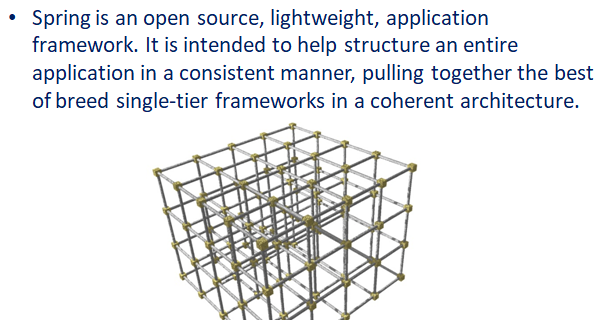 • Spring is an open source, lightweight, application
framework. It is intended to help structure an entire
application in a consistent manner, pulling together the best
of breed single-tier frameworks in a coherent architecture.